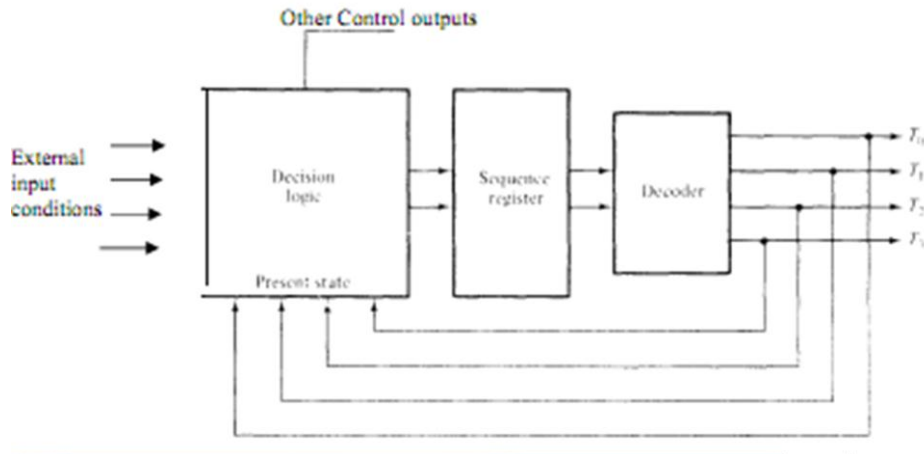 Other Control outputs
External
input
conditions
Decision
logic
Sequence
register
Decoder
Present state
T₀
T₁
T₂
T₃